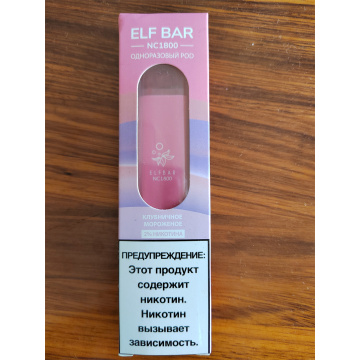 ELF BAR
NC1800
ОДНОРАЗОВЫЙ POD
ELFBAR
NC1800
КЛУБНИЧНОЕ
МОРОЖЕНОЕ
ПРЕДУПРЕЖДЕНИЕ:
Этот продукт
содержит
никотин.
Никотин
вызывает
зависимость.